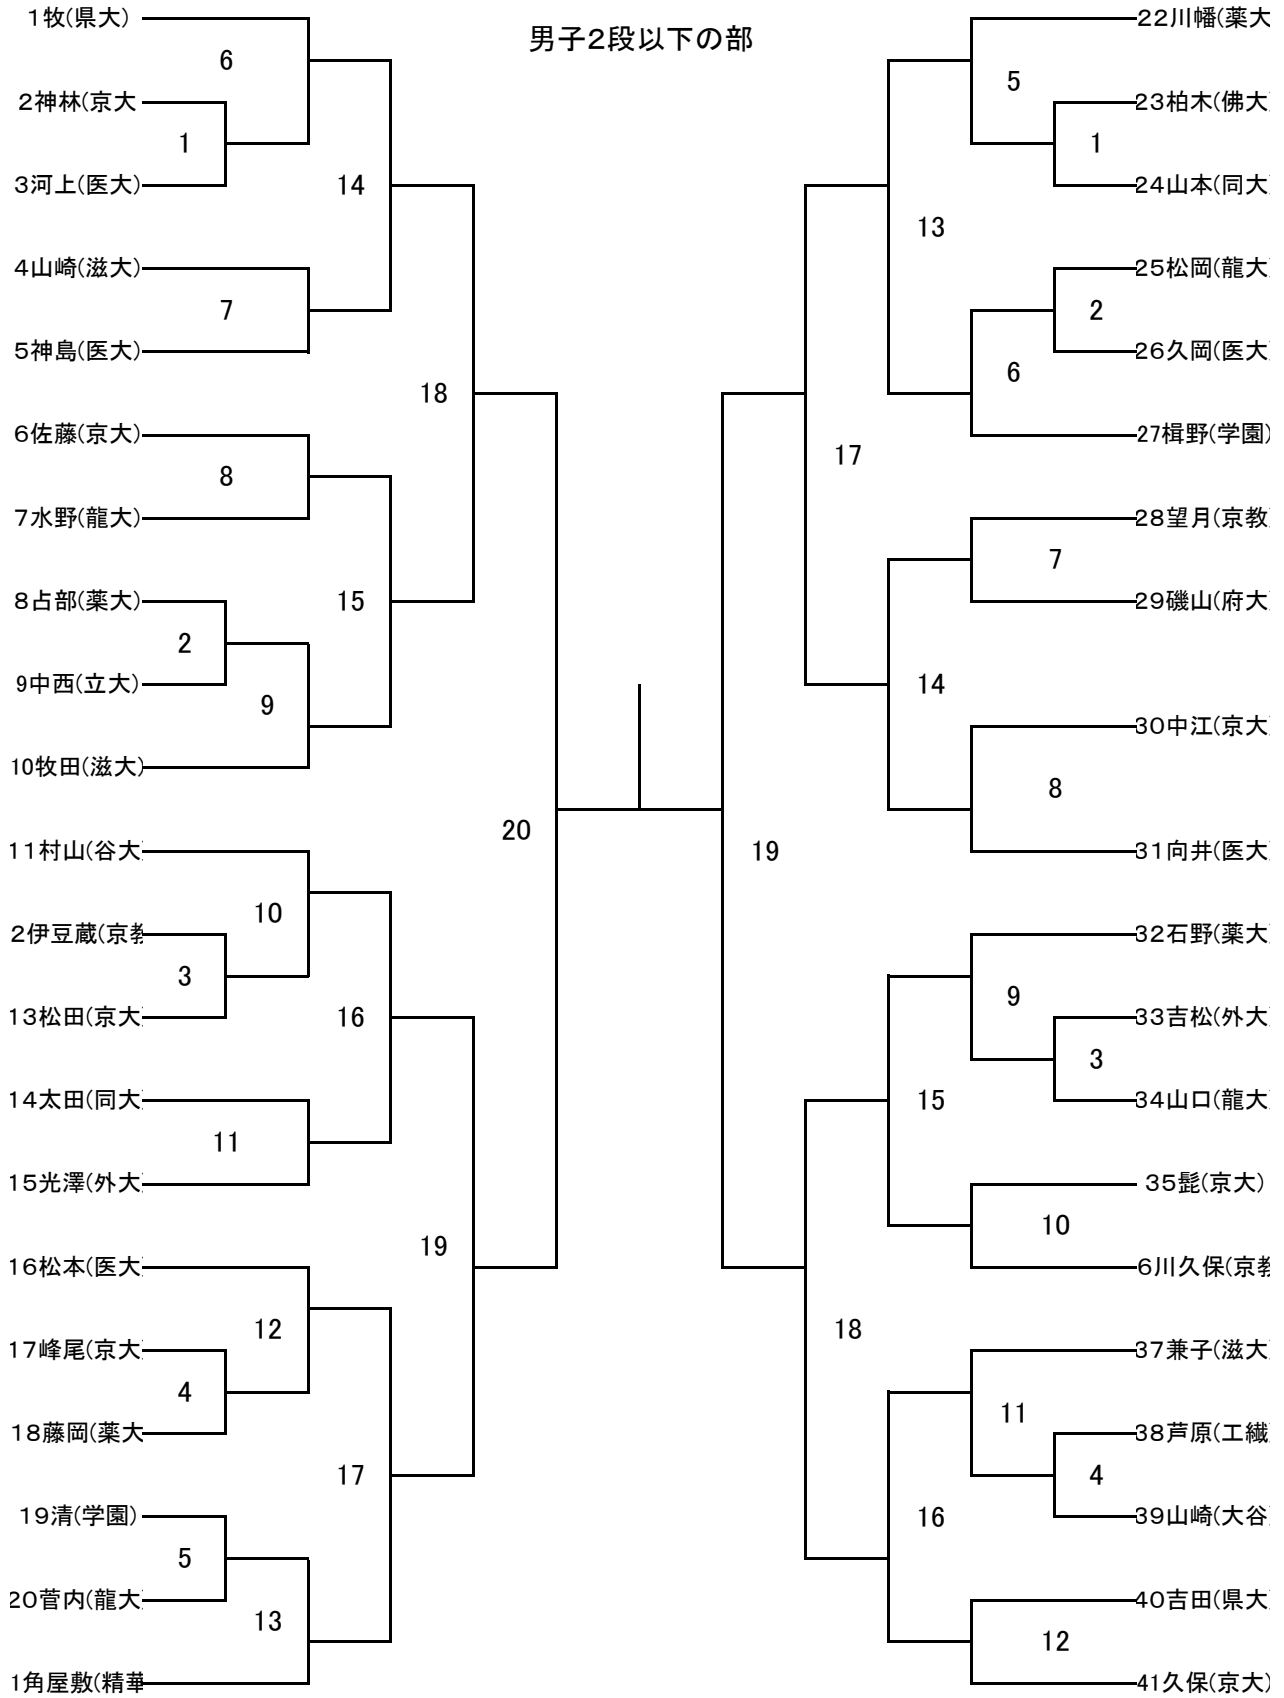 男子2段以下の部
1牧(県大)
6
2神林(京大
1
3河上(医大)
14
4山崎(滋大)
7
5神島(医大)
18
6佐藤(京大)
8
7水野(龍大)
15
8占部(薬大)
2
9中西(立大)
9
10牧田(滋大)
20
11村山(谷大)
10
2伊豆蔵(京教
3
13松田(京大)
16
14太田(同大)
11
15光澤(外大)
19
16松本(医大)
12
17峰尾(京大)
4
18藤岡(薬大
17
19清(学園)
5
20菅内(龍大)
13
1角屋敷(精華
22川幡(薬大
5
23柏木(佛大)
1
24山本(同大)
13
25松岡(龍大)
2
26久岡(医大)
6
27楫野(学園)
17
28望月(京教)
7
29磯山(府大)
14
30中江(京大)
8
31向井(医大)
19
32石野(薬大)
9
33吉松(外大)
3
34山口(龍大)
15
35髭(京大)
10
6川久保(京教
18
37兼子(滋大)
11
38芦原(工繊)
4
39山崎(大谷)
16
40吉田(県大)
12
41久保(京大)